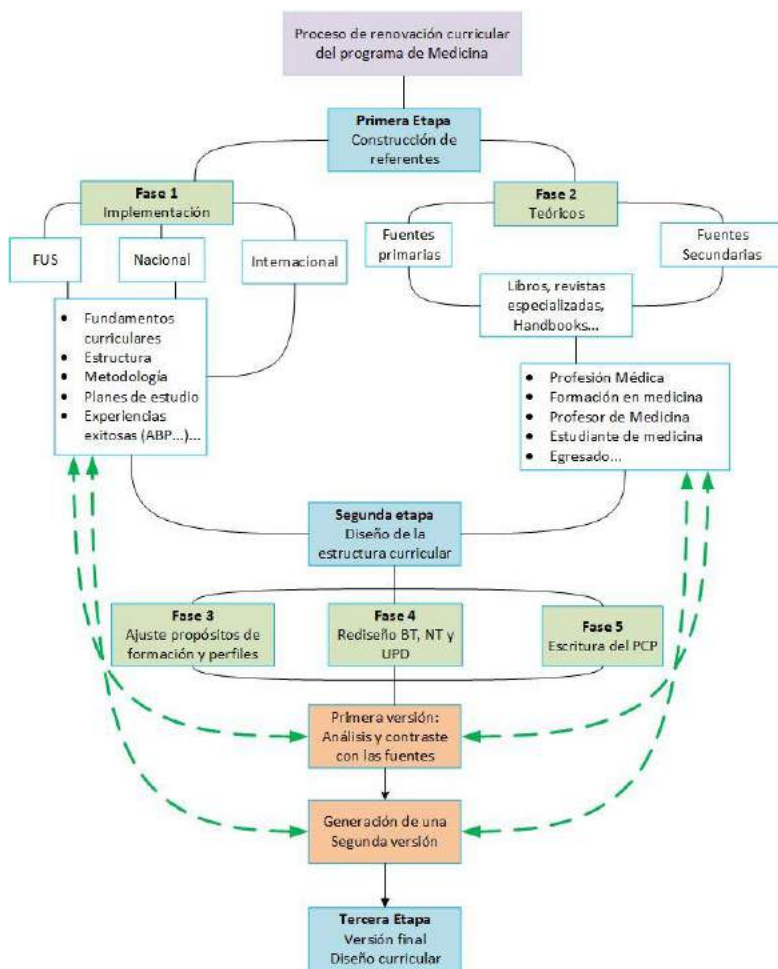 Proceso de renovación curricular
del programa de Medicina
Primera Etapa
Construcción de
referentes
Fase 1
Implementación
Fase 2
Teóricos
FUS
Nacional
Internacional
Fuentes
primarias
Fuentes
Secundarias
Libros, revistas
especializadas,
Handbooks...
• Fundamentos
curriculares
• Estructura
• Metodología
• Planes de estudio
• Experiencias
exitosas (ABP...)...
• Profesión Médica
• Formación en medicina
• Profesor de Medicina
• Estudiante de medicina
• Egresado...
Segunda etapa
Diseño de la
estructura curricular
Fase 3
Ajuste propósitos de
formación y perfiles
Fase 4
Rediseño BT, NT y
UPD
Fase 5
Escritura del PCP
Primera versión:
Análisis y contraste
con las fuentes
Generación de una
Segunda versión
Tercera Etapa
Versión final
Diseño curricular